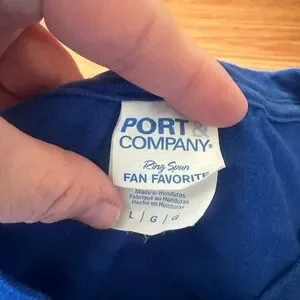 PORT &
COMPANY®
Ring Spun
FAN FAVORITE
Made in Honduras
Fabriqué au Honduras
Hecho en Honduras
L / G / G